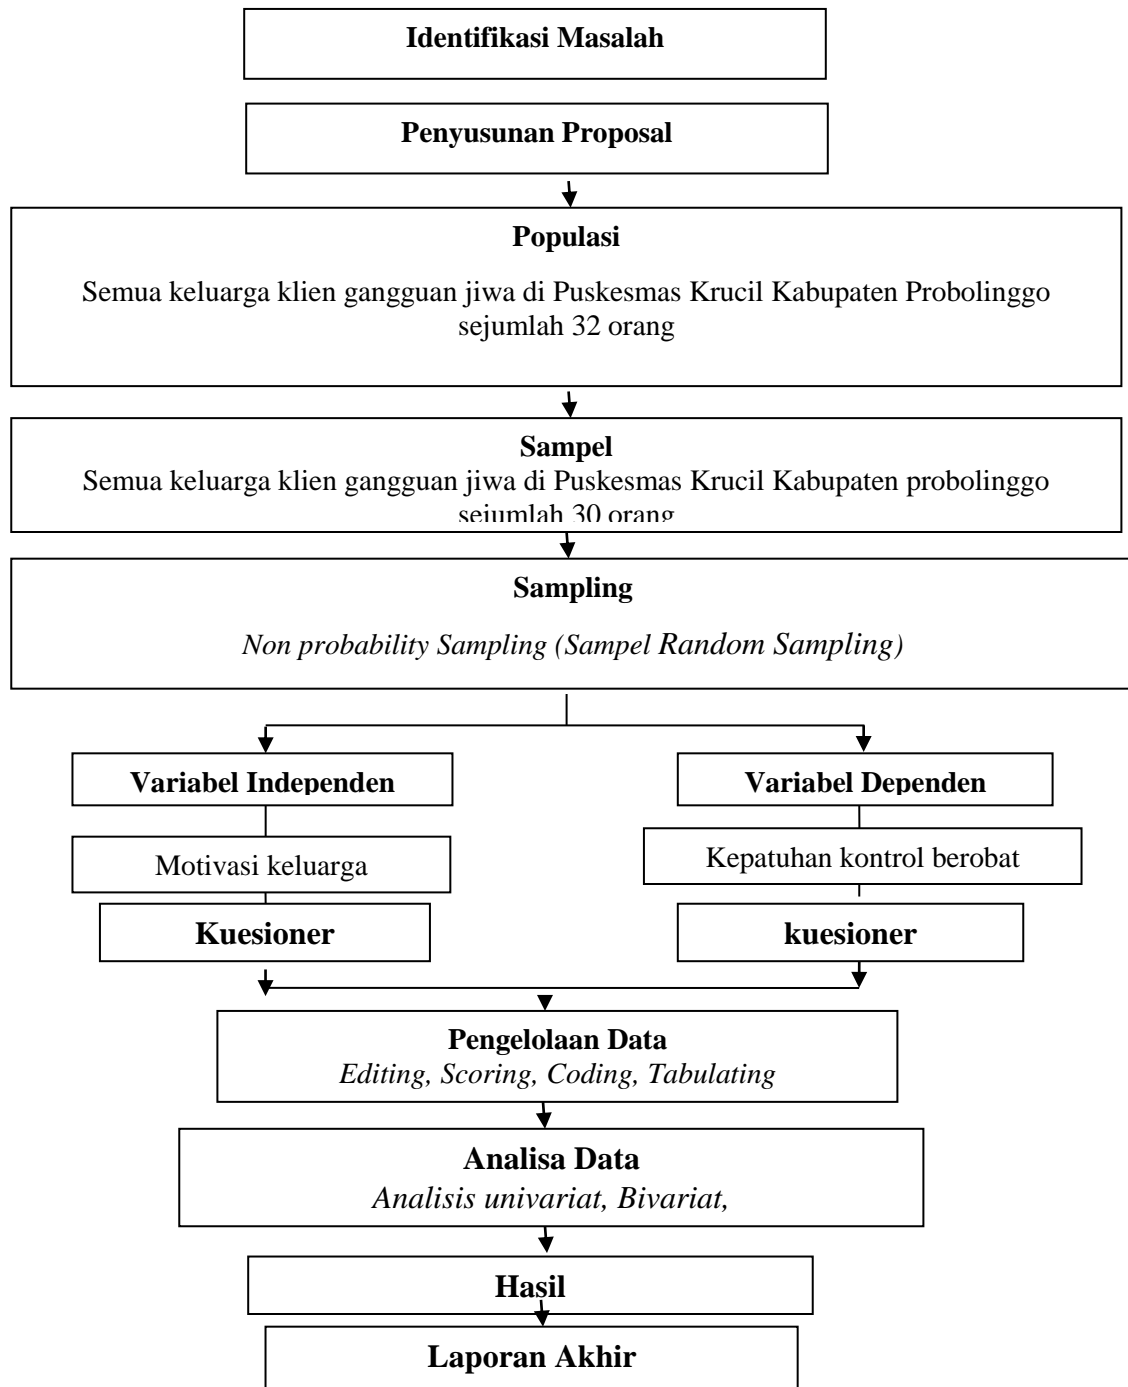 Identifikasi Masalah
Penyusunan Proposal
Populasi
Semua keluarga klien gangguan jiwa di Puskesmas Krucil Kabupaten Probolinggo
sejumlah 32 orang
Sampel
Semua keluarga klien gangguan jiwa di Puskesmas Krucil Kabupaten probolinggo
sejumlah 30 orang
Sampling
Non probability Sampling (Sampel Random Sampling)
Variabel Independen
Variabel Dependen
Motivasi keluarga
Kepatuhan kontrol berobat
Kuesioner
kuesioner
Pengelolaan Data
Editing, Scoring, Coding, Tabulating
Analisa Data
Analisis univariat, Bivariat,
Hasil
Laporan Akhir